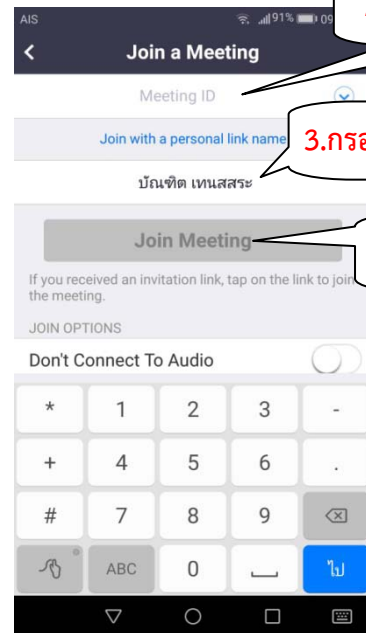 AIS 91% 09
Join a Meeting
Meeting ID
Join with a personal link name
3.กรอ
บัณฑิต เทนสสระ
Join Meeting
If you received an invitation link, tap on the link to join
the meeting.
JOIN OPTIONS
Don't Connect To Audio
* 1 2 3 -
+ 4 5 6 .
# 7 8 9
ABC 0 ไป